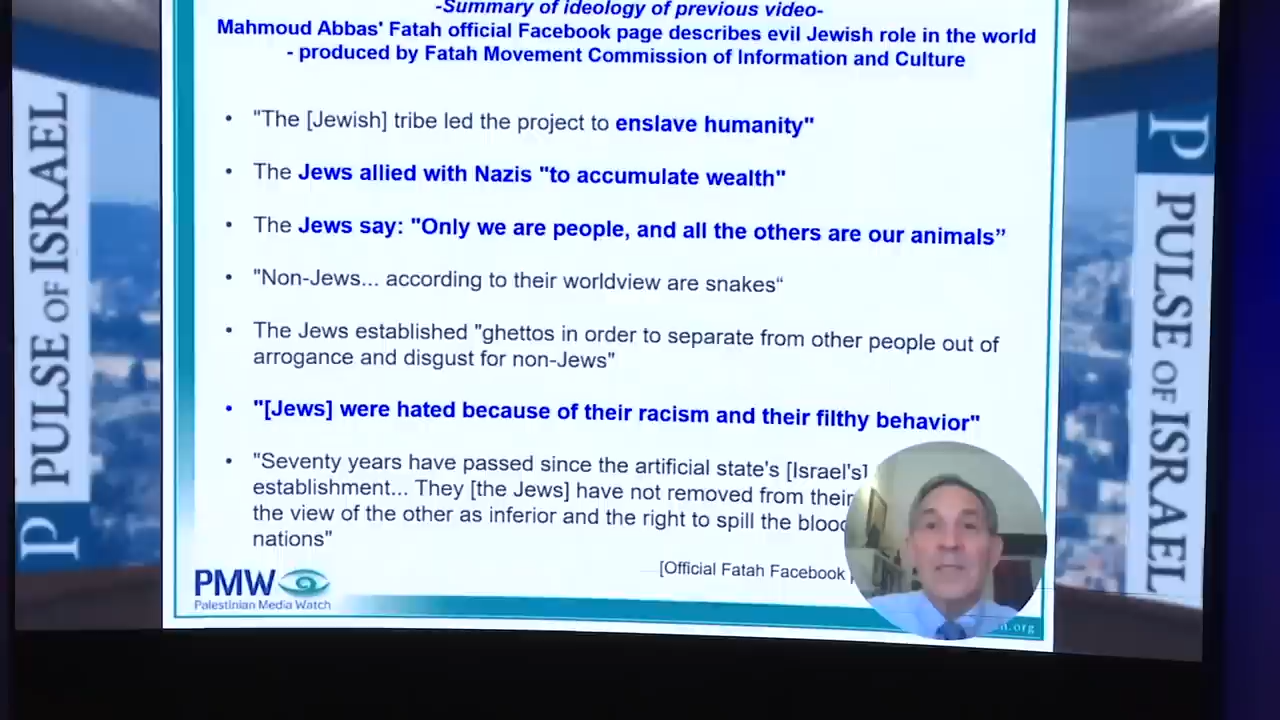 -Summary of ideology of previous video-
Mahmoud Abbas' Fatah official Facebook page describes evil Jewish role in the world
- produced by Fatah Movement Commission of Information and Culture
• "The [Jewish] tribe led the project to enslave humanity"
• The Jews allied with Nazis "to accumulate wealth"
• The Jews say: "Only we are people, and all the others are our animals”
• "Non-Jews... according to their worldview are snakes“
• The Jews established "ghettos in order to separate from other people out of
arrogance and disgust for non-Jews"
• "[Jews] were hated because of their racism and their filthy behavior"
• "Seventy years have passed since the artificial state's [Israel's]
establishment... They [the Jews] have not removed from their
the view of the other as inferior and the right to spill the blood
nations"
[Official Fatah Facebook
PMW
Palestinian Media Watch
.org
P PULSE OF ISRAEL
P
P
PULSE OF ISRAEL